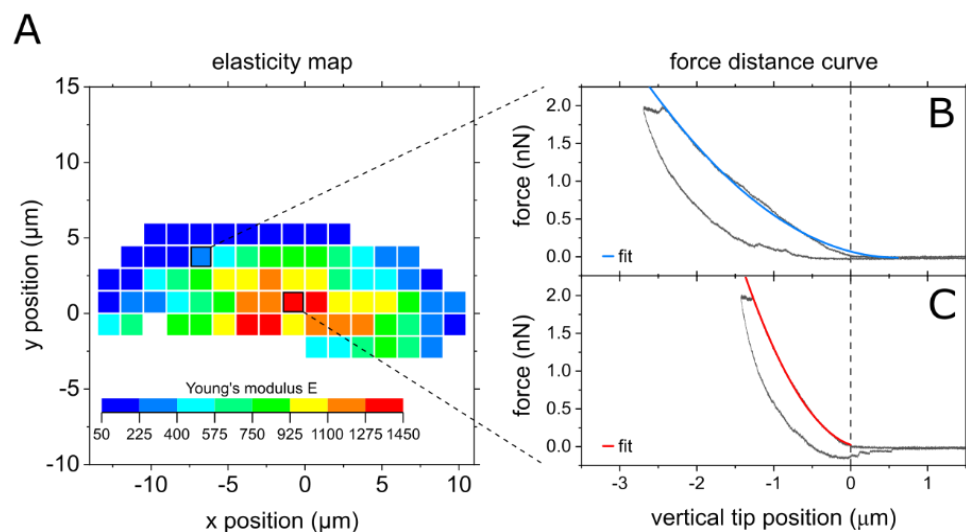 A
elasticity map
force distance curve
15
10
5
0
-5
-10
y position (μm)
-10
-5
0
5
10
x position (μm)
Young's modulus E
50 225 400 575 750 925 1100 1275 1450
B
2.0
1.5
1.0
0.5
0.0
force (nN)
fit
C
2.0
1.5
1.0
0.5
0.0
force (nN)
fit
-3 -2 -1 0 1
vertical tip position (μm)